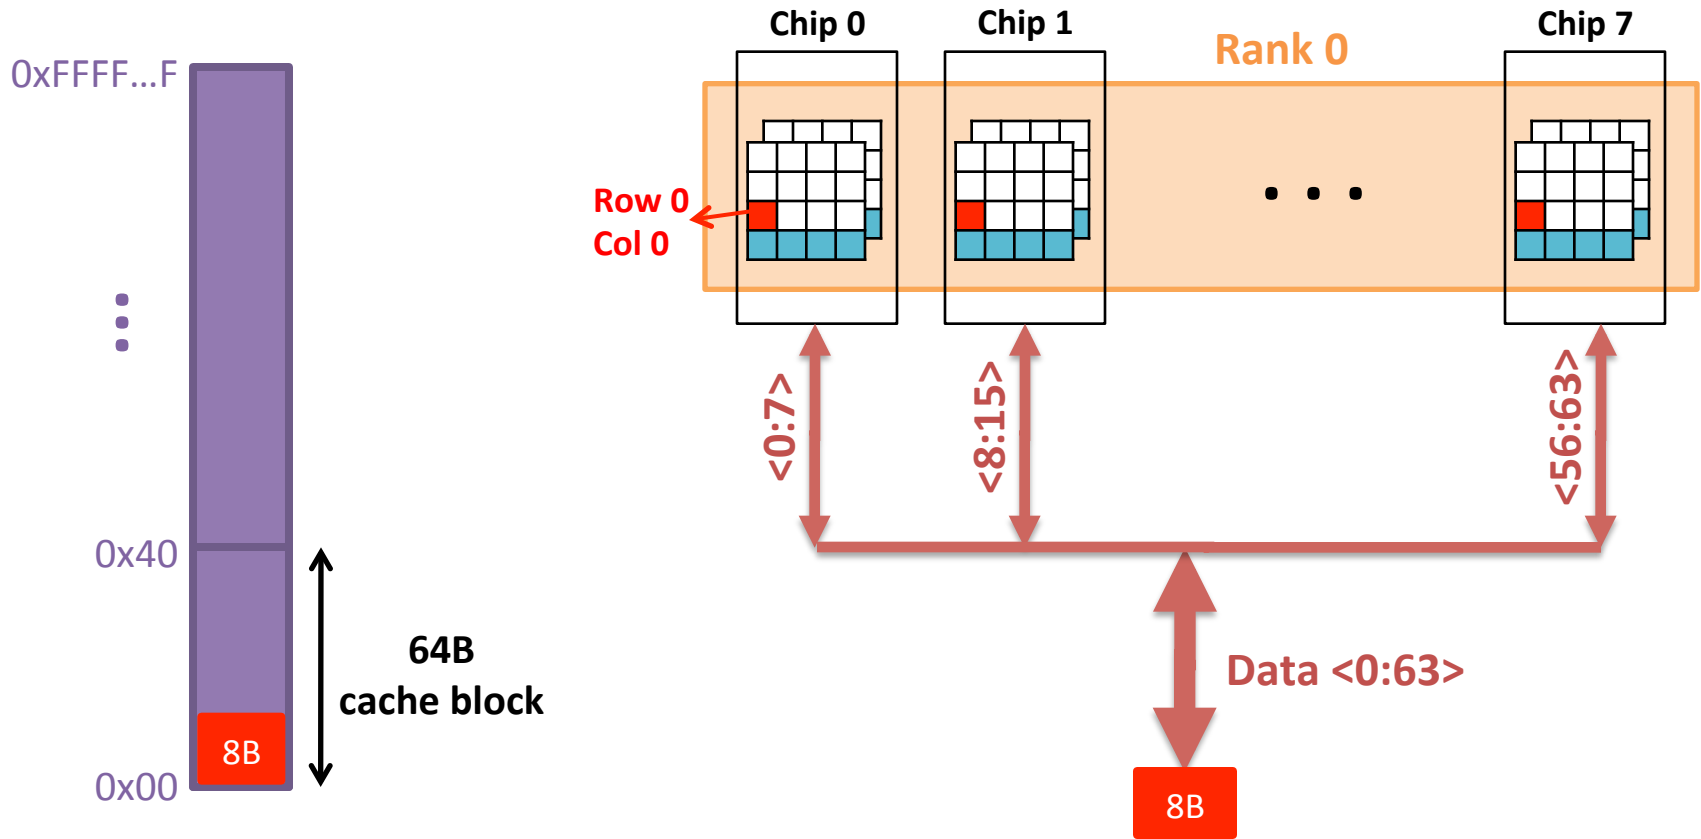 0xFFFF...F
0x40
0x00
8B
64B
cache block
Chip 0
Chip 1
Rank 0
Chip 7
Row 0
Col 0
<0:7>
<8:15>
<56:63>
Data <0:63>
8B